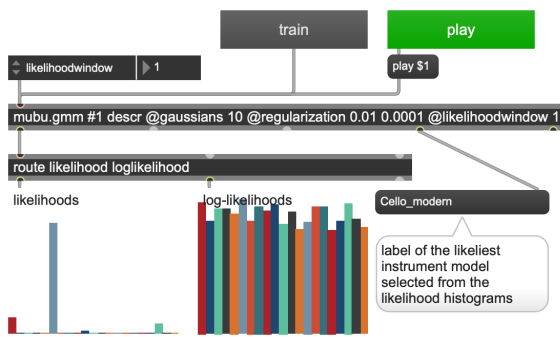 train
play
likelihoodwindow
1
play $1
mubu.gmm #1 descr @gaussians 10 @regularization 0.01 0.0001 @likelihoodwindow 1
route likelihood loglikelihood
likelihoods
log-likelihoods
Cello_modern
label of the likeliest
instrument model
selected from the
likelihood histograms